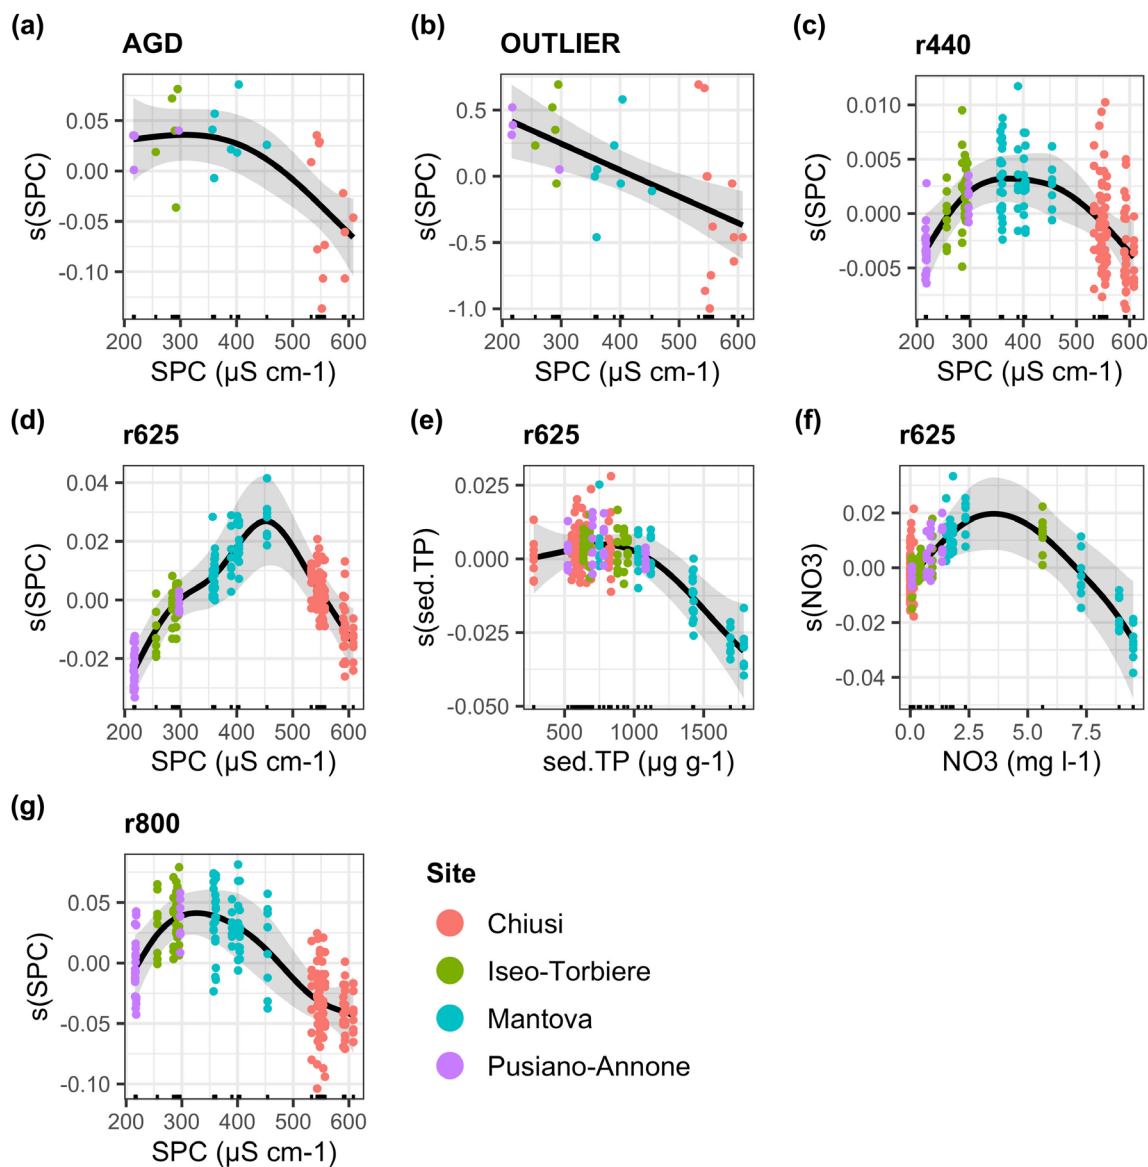 (a)
AGD
s(SPC)
0.05
0.00
-0.05
-0.10
200 300 400 500 600
SPC (µS cm-1)
(b)
OUTLIER
s(SPC)
0.5
0.0
-0.5
-1.0
200 300 400 500 600
SPC (µS cm-1)
(c)
r440
s(SPC)
0.010
0.005
0.000
-0.005
200 300 400 500 600
SPC (µS cm-1)
(d)
r625
s(SPC)
0.04
0.02
0.00
-0.02
200 300 400 500 600
SPC (µS cm-1)
(e)
r625
s(sed.TP)
0.025
0.000
-0.025
-0.050
500 1000 1500
sed.TP (µg g-1)
(f)
r625
s(NO3)
0.02
0.00
-0.02
-0.04
0.0 2.5 5.0 7.5
NO3 (mg l-1)
(g)
r800
s(SPC)
0.05
0.00
-0.05
-0.10
200 300 400 500 600
SPC (µS cm-1)
Site
Chiusi
Iseo-Torbiere
Mantova
Pusiano-Annone